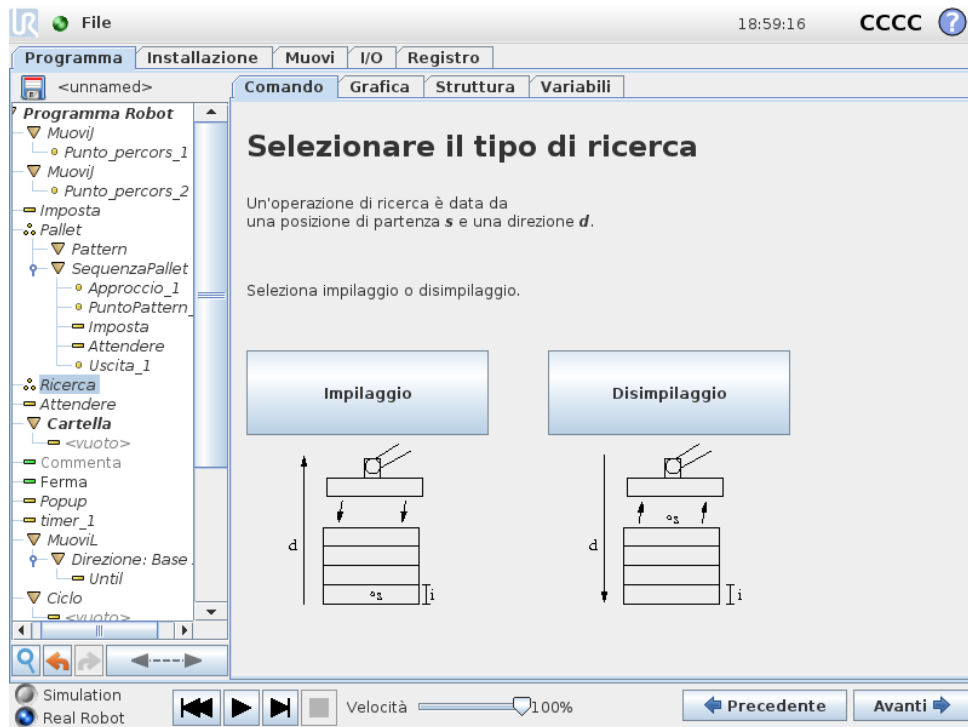 UR File 18:59:16 CCCC ?
Programma Installazione Muovi I/O Registro
<unnamed> Comando Grafica Struttura Variabili
Programma Robot
MuoviJ
Punto_percors_1
MuoviJ
Punto_percors_2
Imposta
Pallet
Pattern
SequenzaPallet
Approccio_1
PuntoPattern_
Imposta
Attendere
Uscita_1
Ricerca
Attendere
Cartella
<vuoto>
Commenta
Ferma
Popup
timer_1
MuoviL
Direzione: Base
Until
Ciclo
<vuoto>
Selezionare il tipo di ricerca
Un'operazione di ricerca è data da
una posizione di partenza s e una direzione d.
Seleziona impilaggio o disimpilaggio.
Impilaggio Disimpilaggio
d s i
d s i
Simulation
Real Robot
Velocità 100% Precedente Avanti